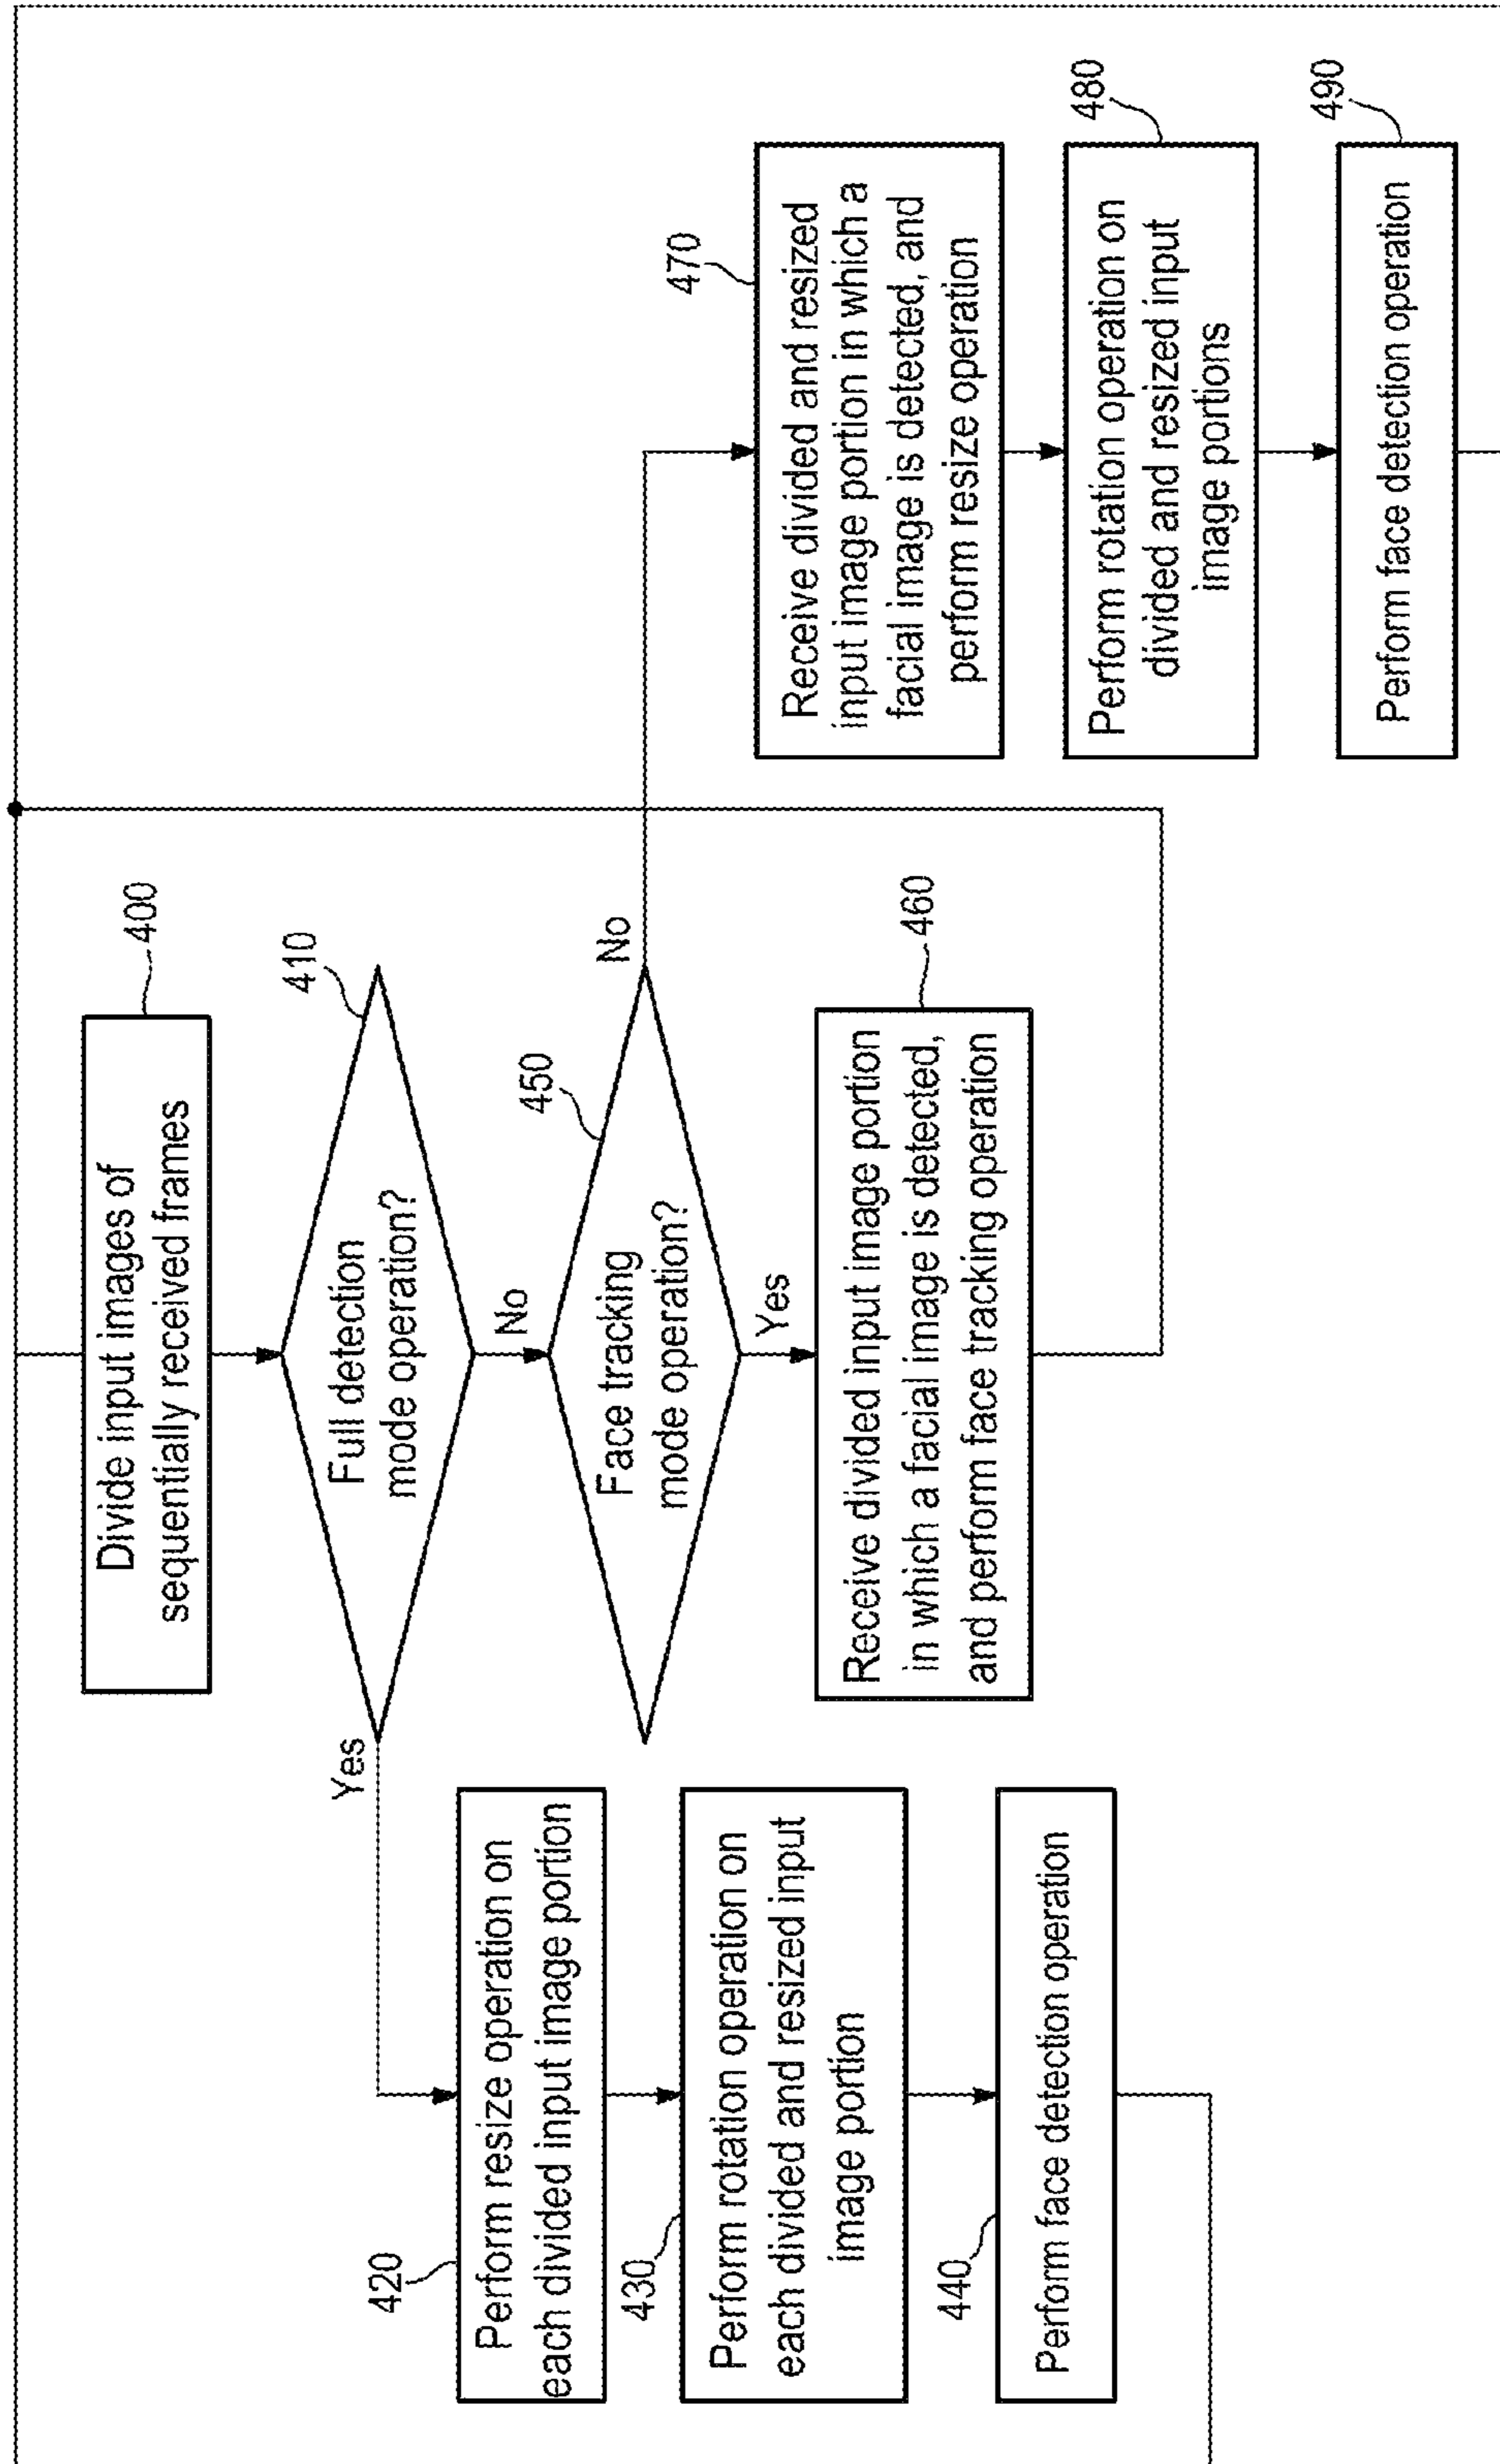 Divide input images of
sequentially received frames
400
Full detection
mode operation?
410
Yes
No
420
Perform resize operation on
each divided input image portion
430
Perform rotation operation on
each divided and resized input
image portion
440
Perform face detection operation
Face tracking
mode operation?
450
No
Yes
Receive divided input image portion
in which a facial image is detected,
and perform face tracking operation
460
470
Receive divided and resized
input image portion in which a
facial image is detected, and
perform resize operation
480
Perform rotation operation on
divided and resized input
image portions
490
Perform face detection operation